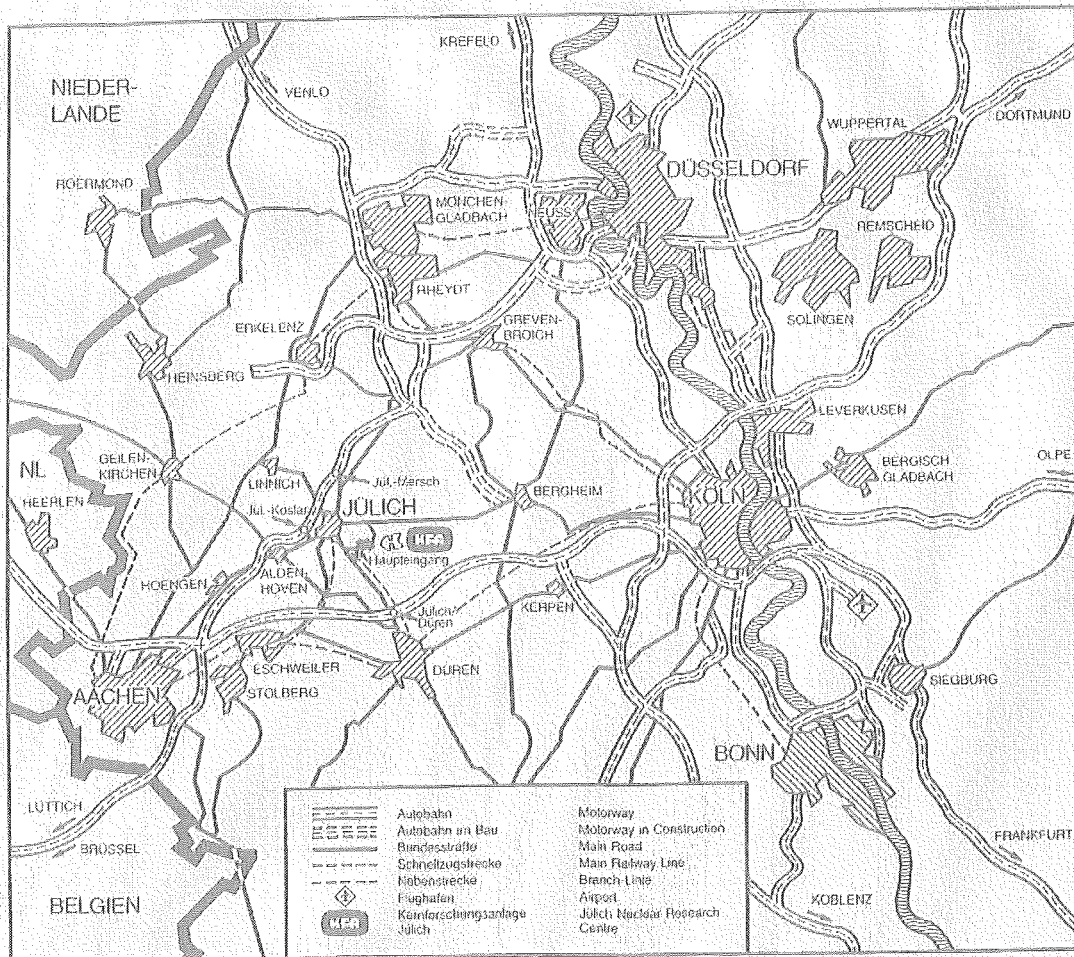 KREFELD
NIEDER-
LANDE
VENLO
WUPPERTAL
DORTMUND
DÜSSELDORF
ROERMOND
MÖNCHEN-
GLADBACH
NEUSS
REMSCHEID
RHEYDT
SOLINGEN
ERKELENZ
GREVEN-
BROICH
HEINSBERG
LEVERKUSEN
NL
GEILEN-
KIRCHEN
BERGISCH
GLADBACH
OLPE
HEERLEN
LINNICH
Jül.-Mersch
BERGHEIM
KÖLN
Jül.-Koslar
JÜLICH
KFA
Haupteingang
HOENGEN
ALDEN-
HOVEN
KERPEN
Jülich/
Düren
ESCHWEILER
DÜREN
SIEGBURG
AACHEN
STOLBERG
BONN
LÜTTICH
BRÜSSEL
FRANKFURT
BELGIEN
KOBLENZ
Autobahn Motorway
Autobahn im Bau Motorway in Construction
Bundesstraße Main Road
Schnellzugstrecke Main Railway Line
Nebenstrecke Branch Line
Flughafen Airport
KFA Kernforschungsanlage Jülich Nuclear Research
Jülich Centre